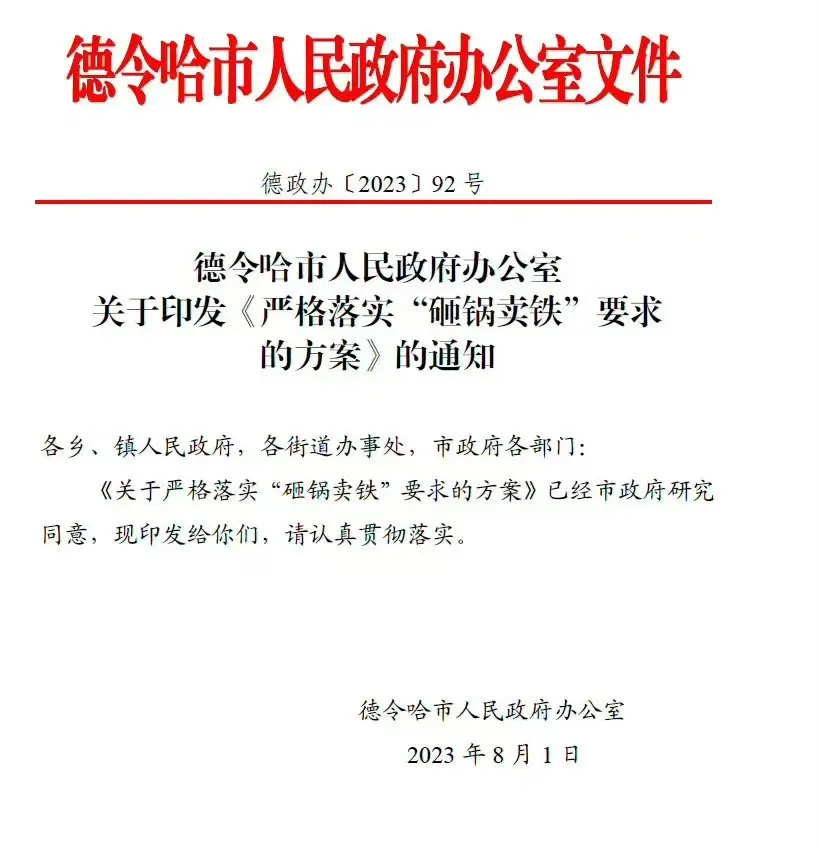 德令哈市人民政府办公室文件
德政办〔2023〕92 号
德令哈市人民政府办公室
关于印发《严格落实“砸锅卖铁”要求
的方案》的通知
各乡、镇人民政府，各街道办事处，市政府各部门：
《关于严格落实“砸锅卖铁”要求的方案》已经市政府研究
同意，现印发给你们，请认真贯彻落实。
德令哈市人民政府办公室
2023 年 8 月 1 日